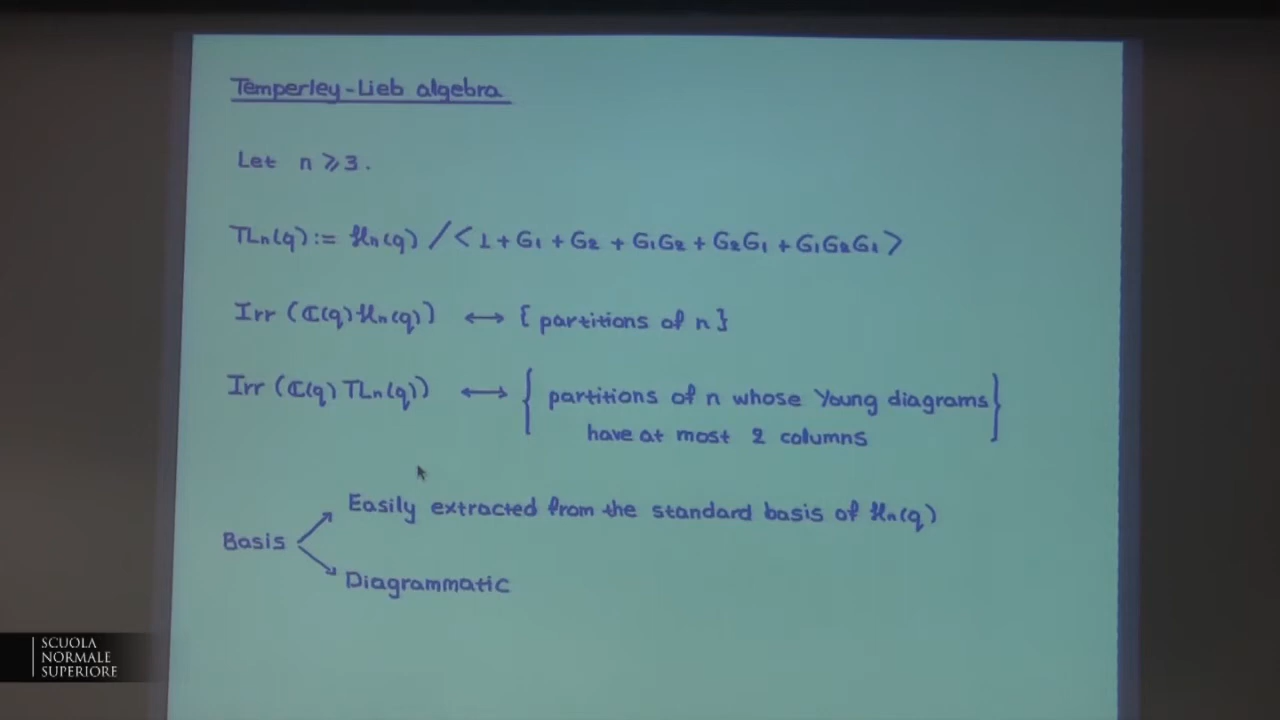 Temperley-Lieb algebra
Let n ⩾ 3.
TLn(q) := ℋn(q) / < 1 + G1 + G2 + G1G2 + G2G1 + G1G2G1 >
Irr (ℂ(q) ℋn(q)) ⟷ { partitions of n }
Irr (ℂ(q) TLn(q)) ⟷ { partitions of n whose Young diagrams
have at most 2 columns }
Easily extracted from the standard basis of ℋn(q)
Basis
Diagrammatic
SCUOLA
NORMALE
SUPERIORE